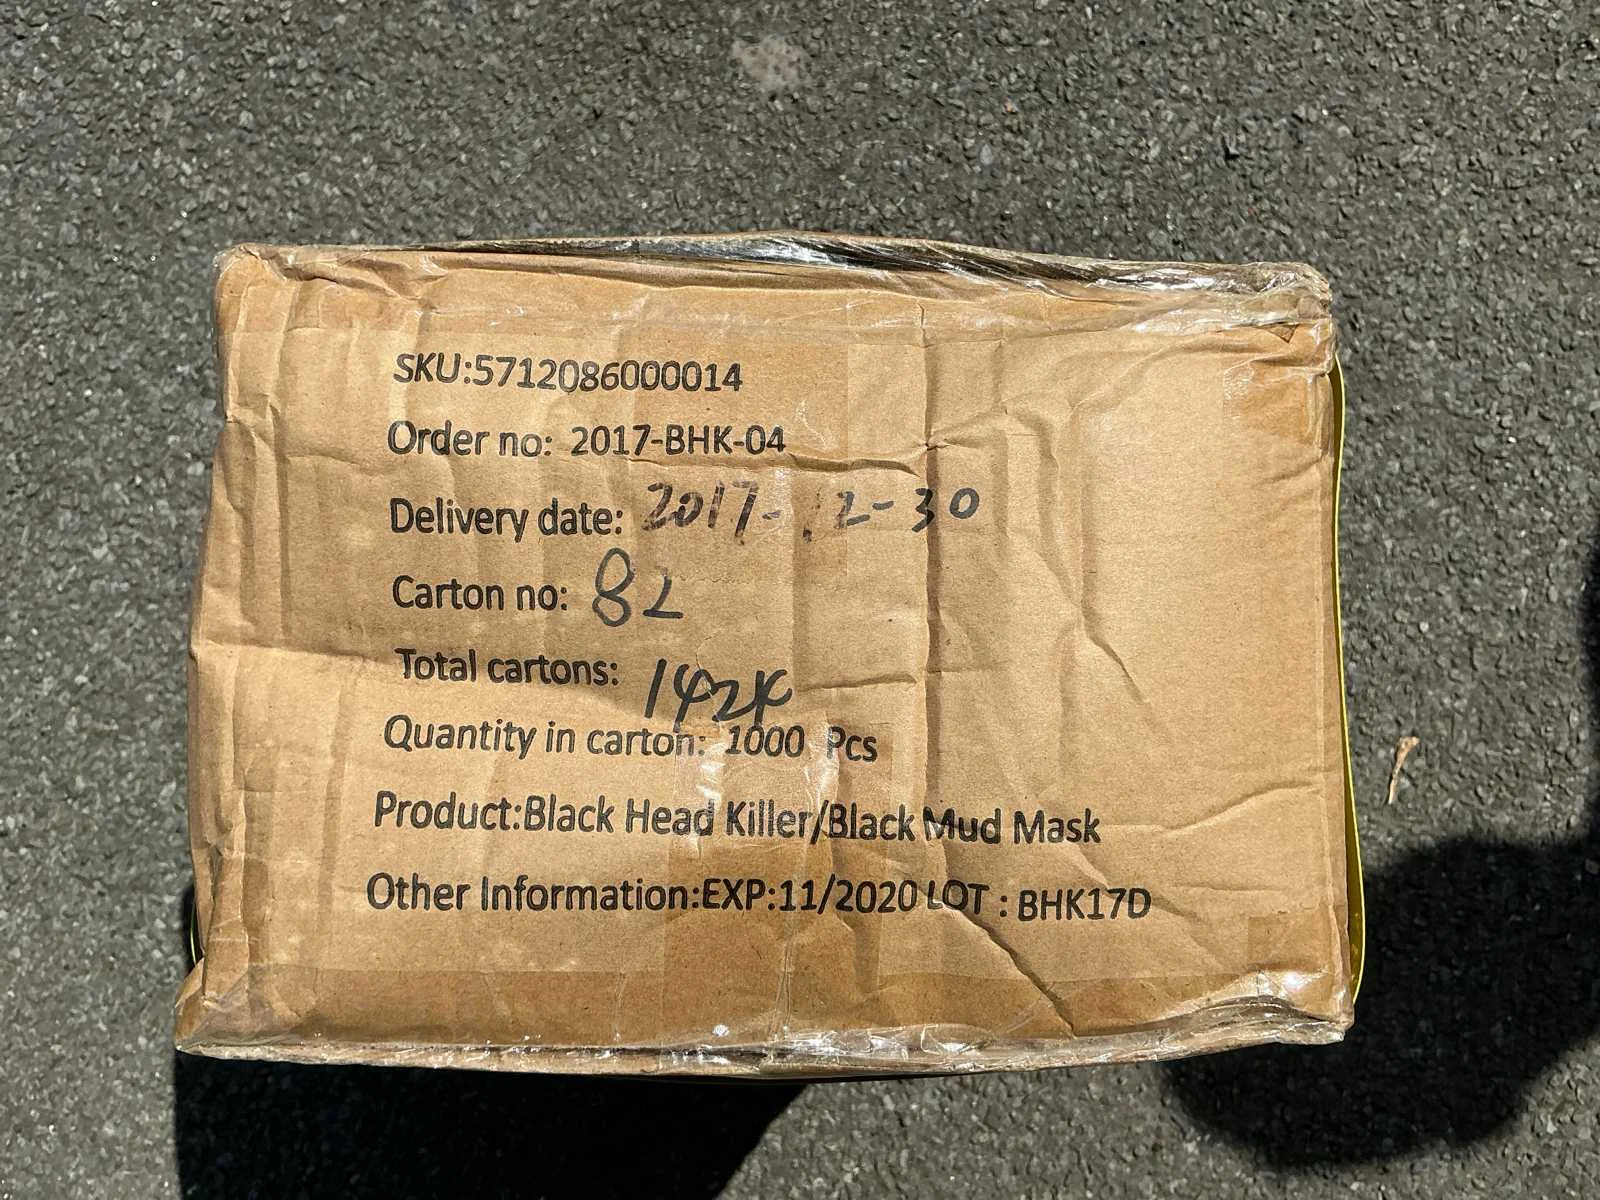 SKU:5712086000014
Order no: 2017-BHK-04
Delivery date: 2017-12-30
Carton no: 82
Total cartons:
Quantity in carton: 1000 Pcs
Product:Black Head Killer/Black Mud Mask
Other Information:EXP:11/2020 LOT : BHK17D